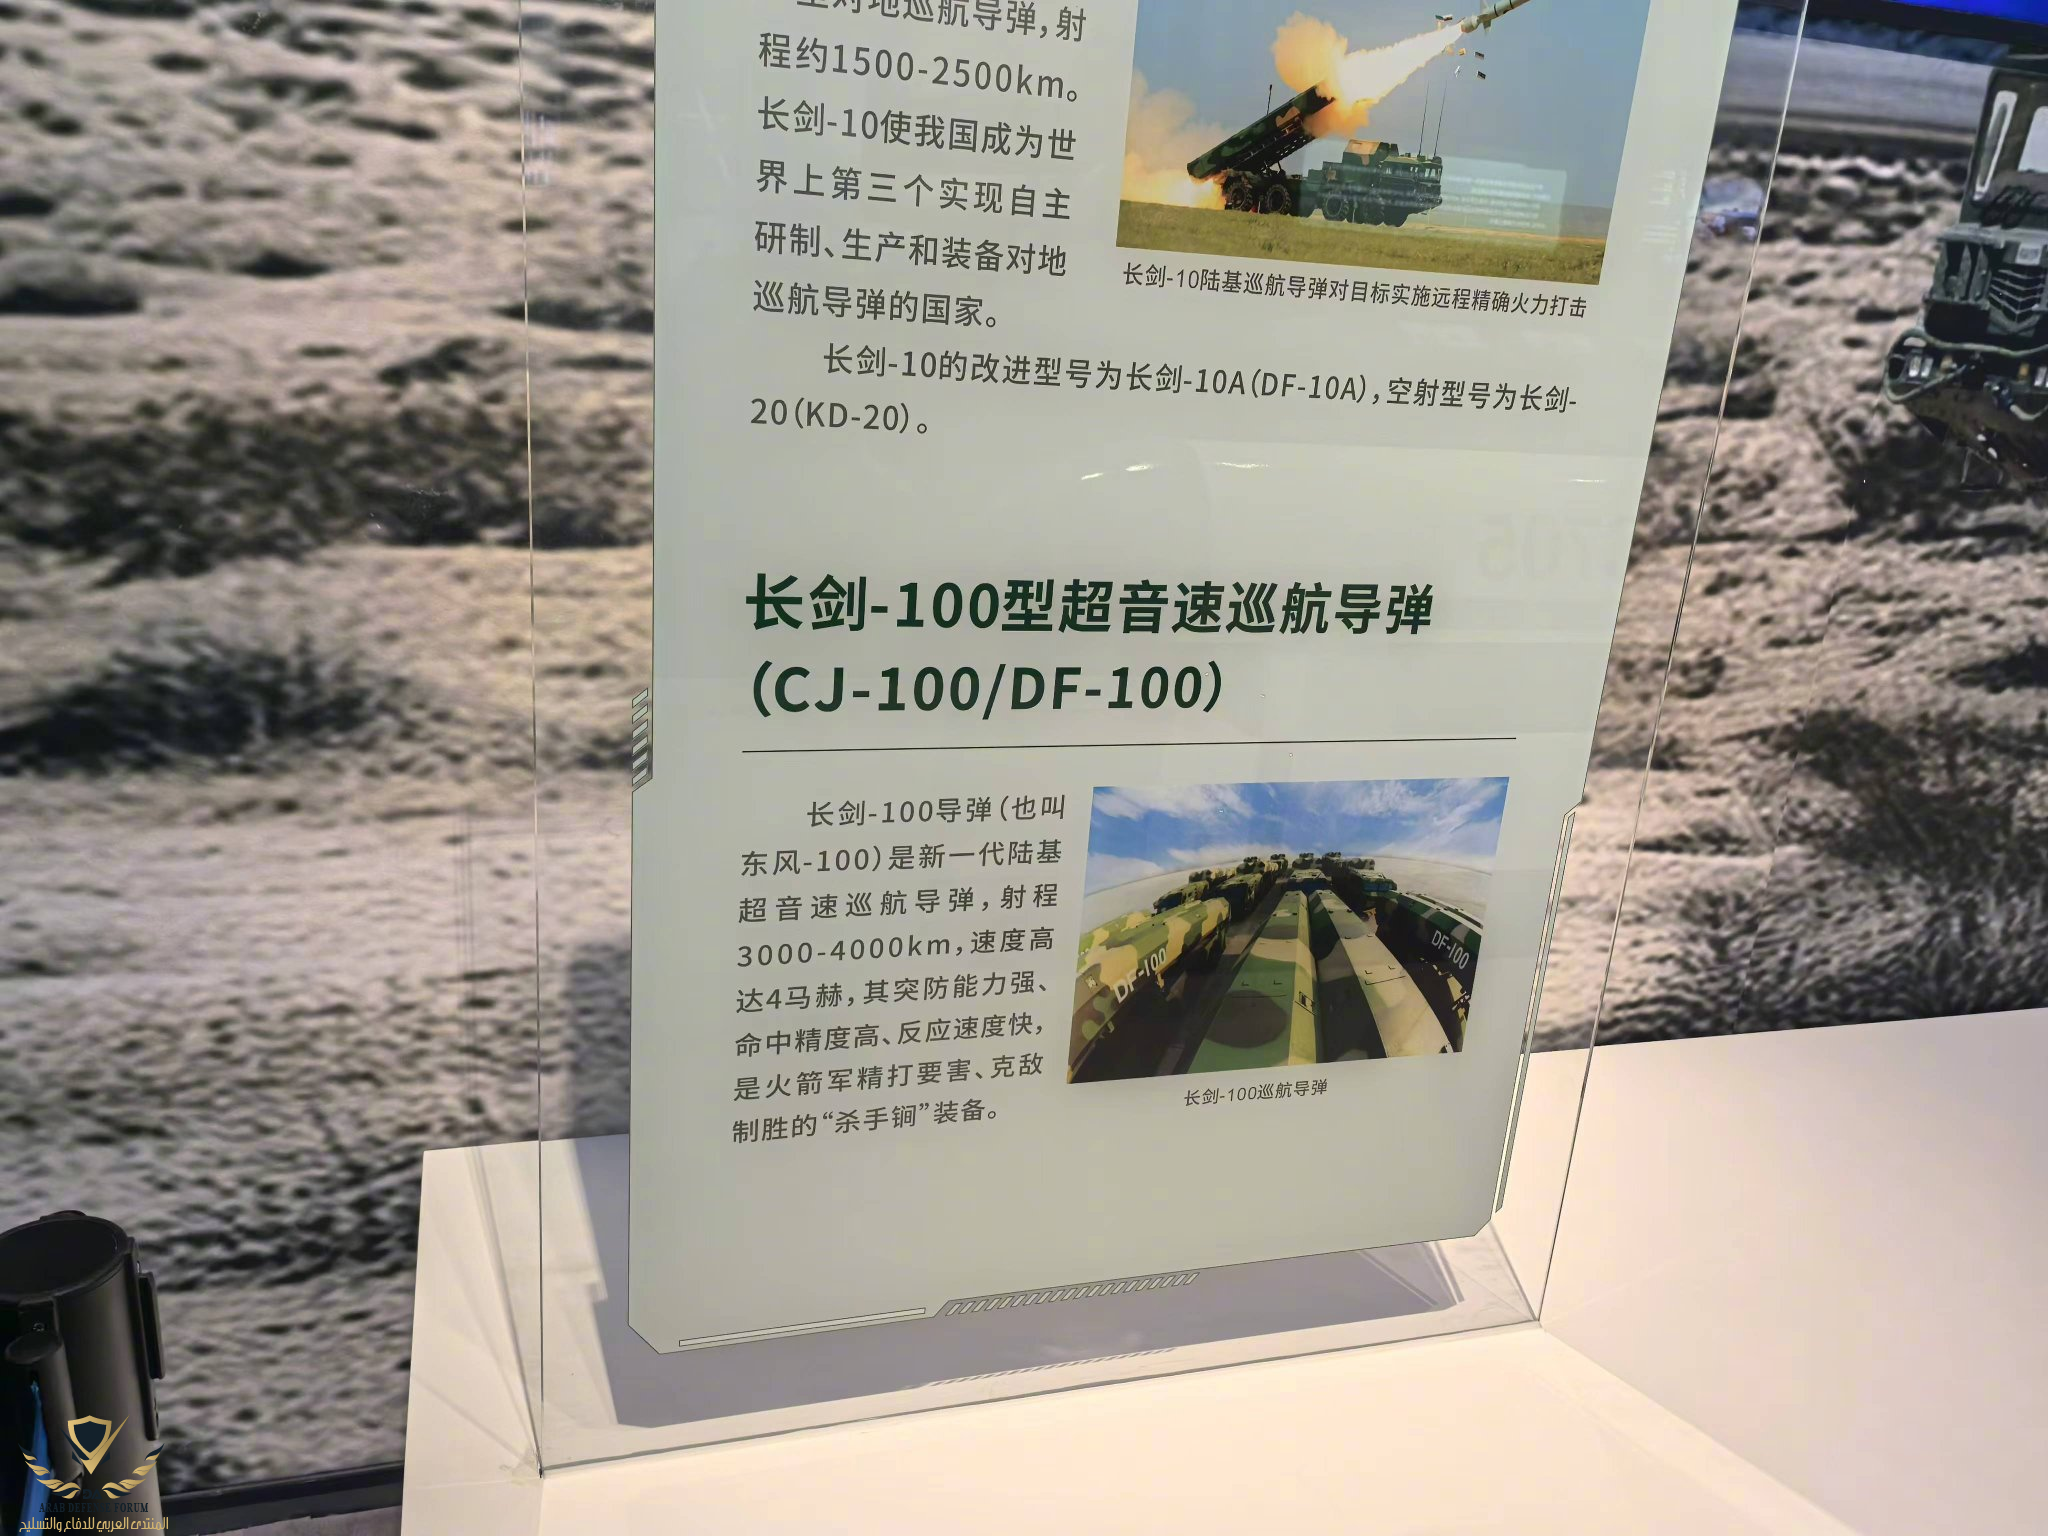 对地巡航导弹，射
程约1500-2500km。
长剑-10使我国成为世
界上第三个实现自主
研制、生产和装备对地
巡航导弹的国家。
长剑-10陆基巡航导弹对目标实施远程精确火力打击
长剑-10的改进型号为长剑-10A（DF-10A），空射型号为长剑-
20（KD-20）。
长剑-100型超音速巡航导弹
（CJ-100/DF-100）
长剑-100导弹（也叫
东风-100）是新一代陆基
超音速巡航导弹，射程
3000-4000km，速度高
达4马赫，其突防能力强、
命中精度高、反应速度快，
是火箭军精打要害、克敌
制胜的“杀手锏”装备。
DF-100
DF-100
长剑-100巡航导弹
ARAB DEFENSE FORUM
المنتدى العربي للدفاع والتسليح